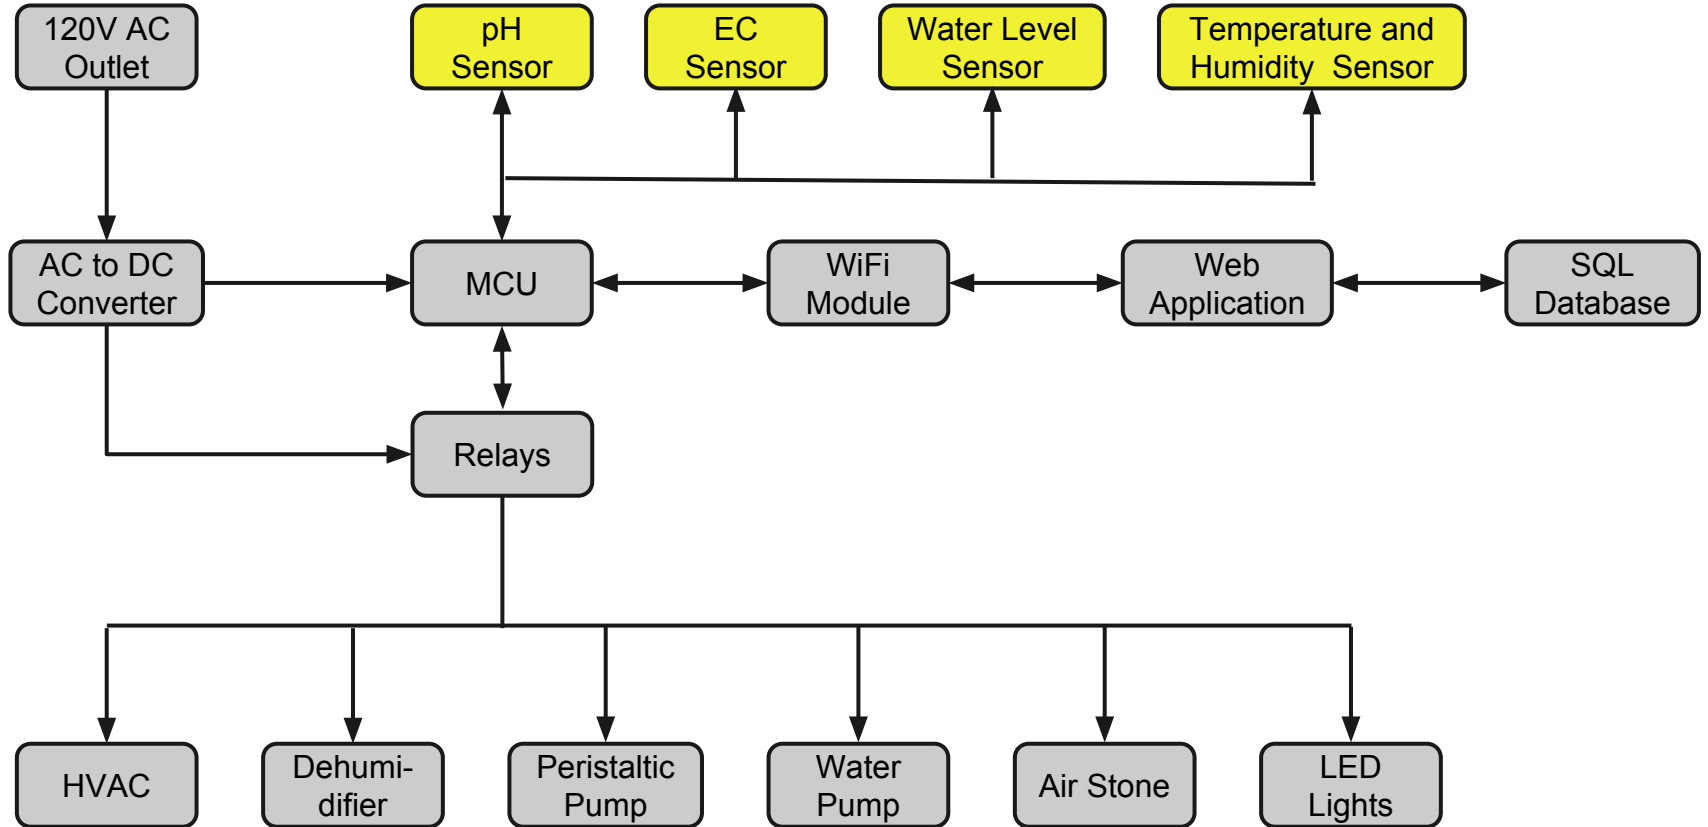 120V AC
Outlet
pH
Sensor
EC
Sensor
Water Level
Sensor
Temperature and
Humidity  Sensor
AC to DC
Converter
MCU
WiFi
Module
Web
Application
SQL
Database
Relays
HVAC
Dehumi-
difier
Peristaltic
Pump
Water
Pump
Air Stone
LED
Lights